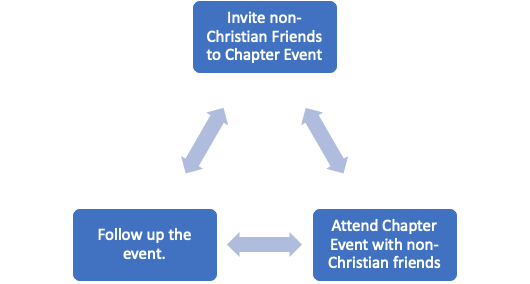 Invite non-
Christian Friends
to Chapter Event
Follow up the
event.
Attend Chapter
Event with non-
Christian friends